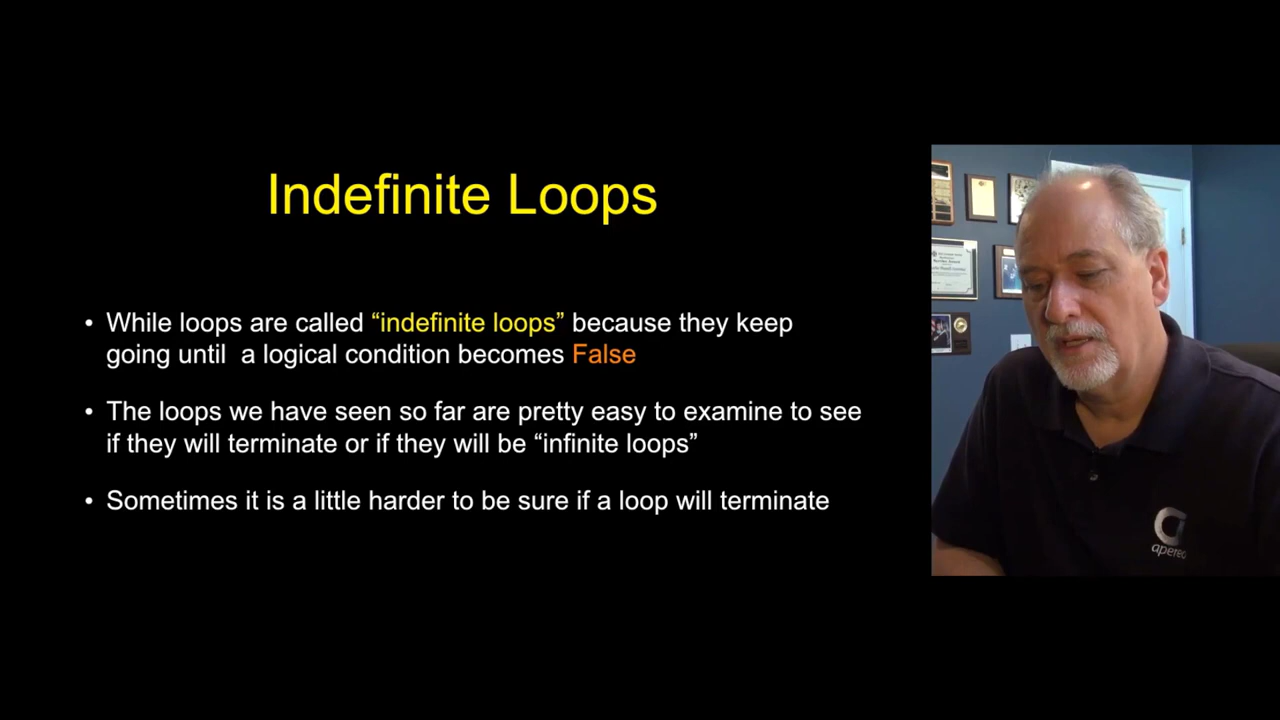 Indefinite Loops
• While loops are called “indefinite loops” because they keep
going until a logical condition becomes False
• The loops we have seen so far are pretty easy to examine to see
if they will terminate or if they will be “infinite loops”
• Sometimes it is a little harder to be sure if a loop will terminate
apereo